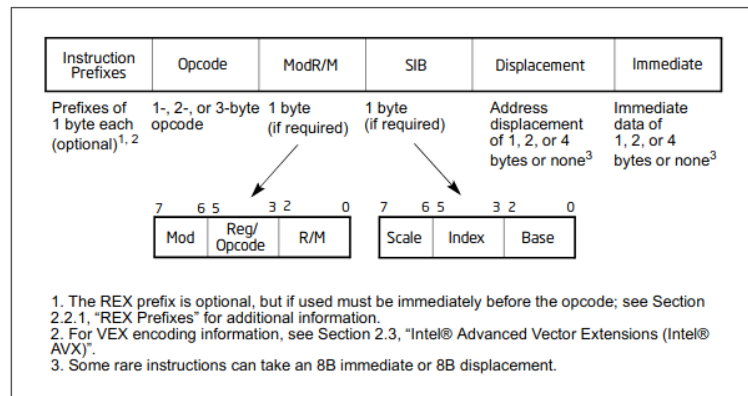 Instruction Prefixes
Opcode
ModR/M
SIB
Displacement
Immediate
Prefixes of
1 byte each
(optional)1, 2
1-, 2-, or 3-byte
opcode
1 byte
(if required)
1 byte
(if required)
Address
displacement
of 1, 2, or 4
bytes or none3
Immediate
data of
1, 2, or 4
bytes or none3
7 6 5 3 2 0
Mod
Reg/
Opcode
R/M
7 6 5 3 2 0
Scale
Index
Base
1. The REX prefix is optional, but if used must be immediately before the opcode; see Section
2.2.1, “REX Prefixes” for additional information.
2. For VEX encoding information, see Section 2.3, “Intel® Advanced Vector Extensions (Intel®
AVX)”.
3. Some rare instructions can take an 8B immediate or 8B displacement.